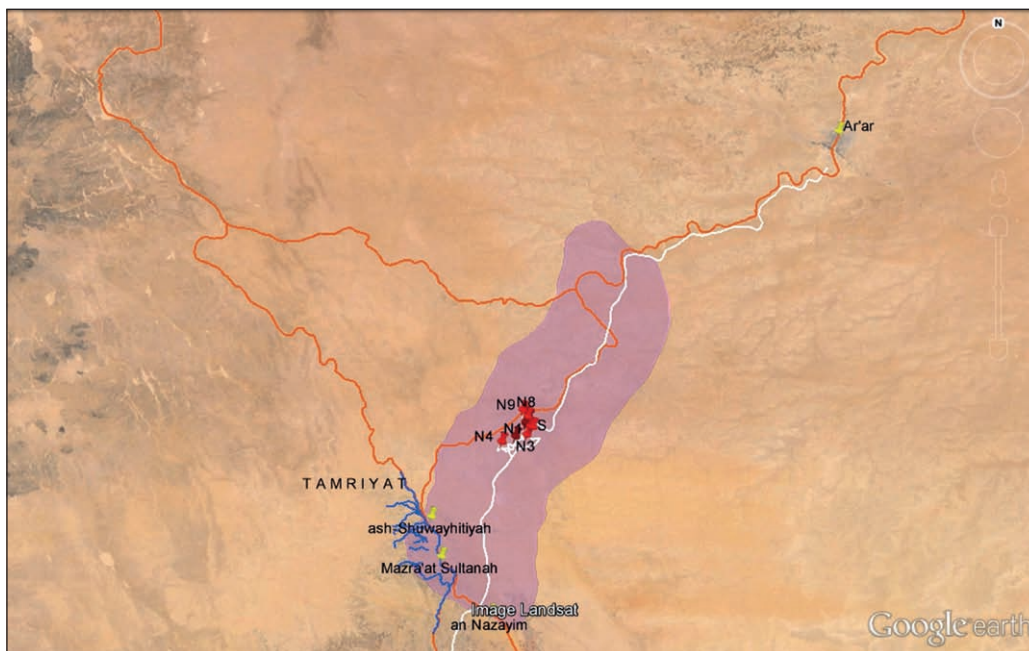 N
Ar'ar
N9 N8
S
N4 N1
N3
TAMRIYAT
ash-Shuwayhitiyah
Mazra'at Sultanah
Image Landsat
an Nazayim
Google earth